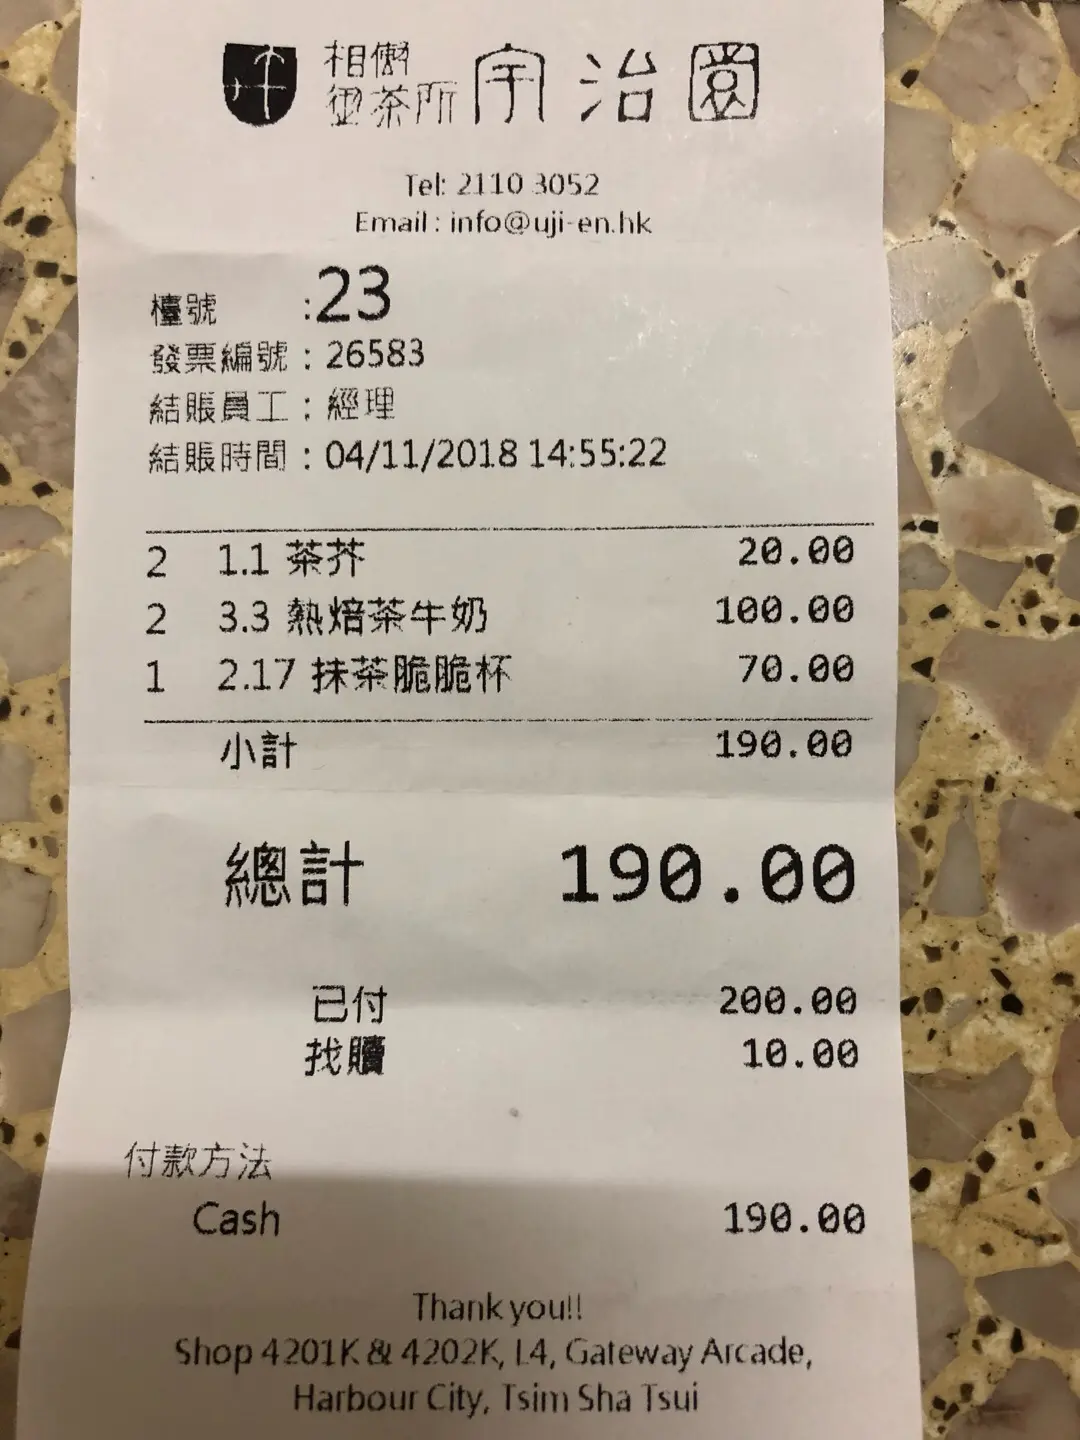 相樂
御茶所 宇治園
Tel: 2110 3052
Email : info@uji-en.hk
檯號 :23
發票編號 : 26583
結賬員工 : 經理
結賬時間 : 04/11/2018 14:55:22
2 1.1 茶芥 20.00
2 3.3 熱焙茶牛奶 100.00
1 2.17 抹茶脆脆杯 70.00
小計 190.00
總計 190.00
已付 200.00
找贖 10.00
付款方法
Cash 190.00
Thank you!!
Shop 4201K & 4202K, L4, Gateway Arcade,
Harbour City, Tsim Sha Tsui